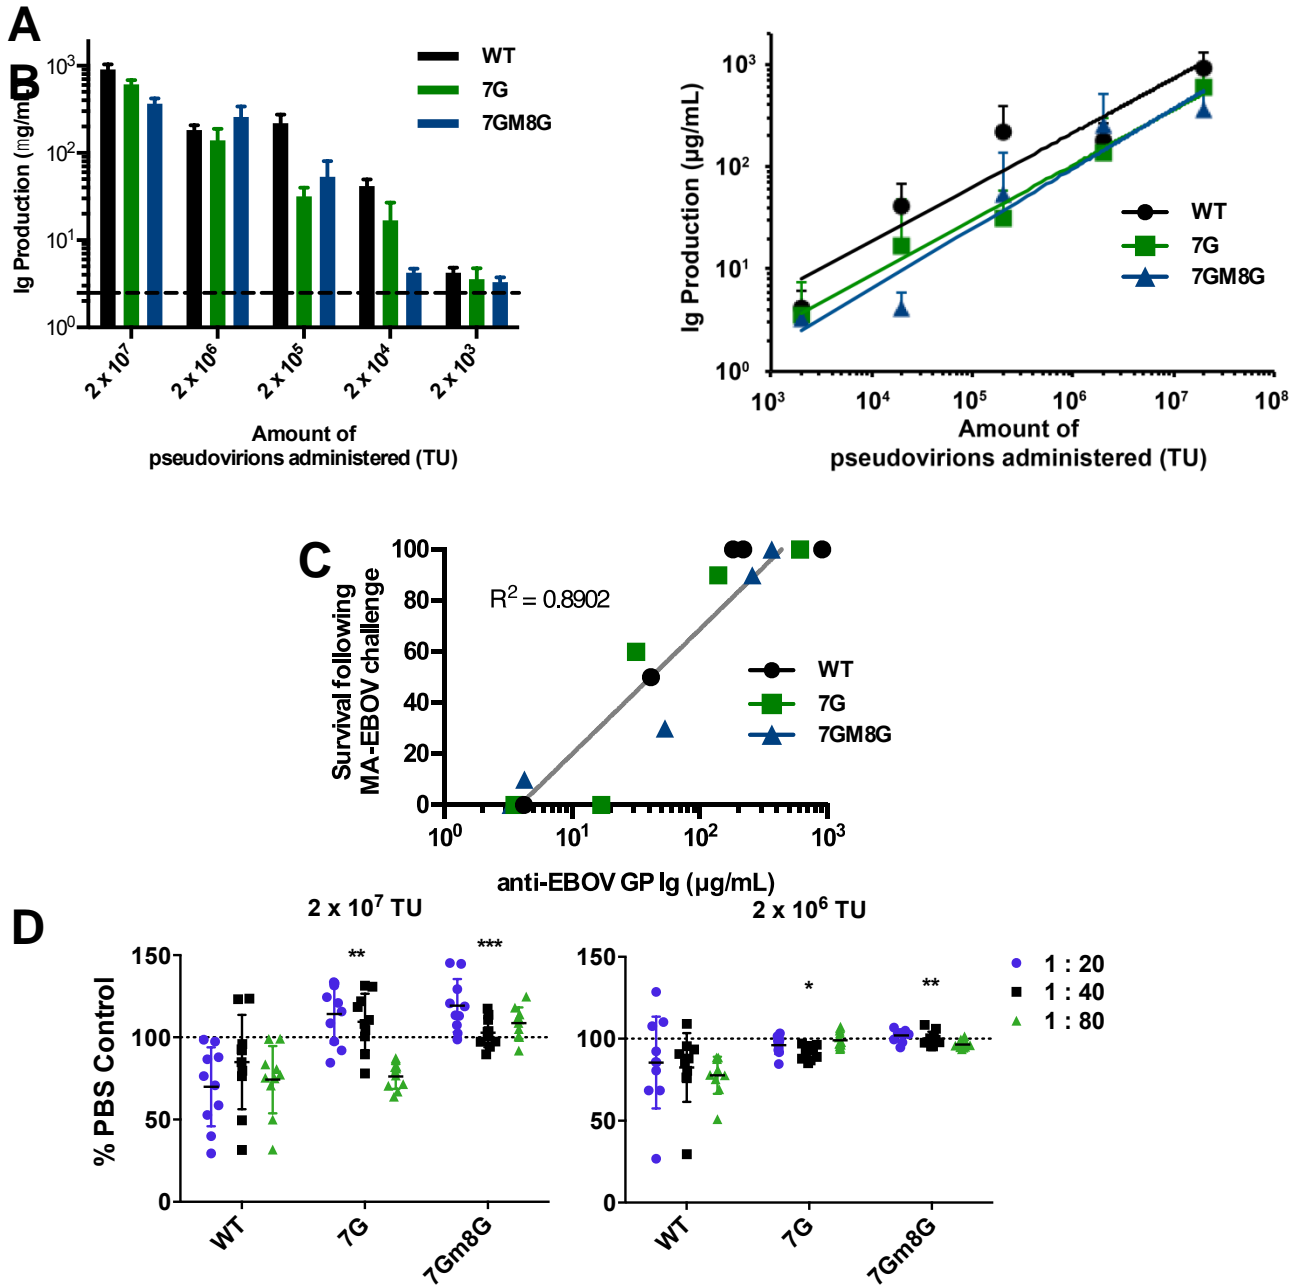 A
B
Ig Production (mg/mL)
10³
10²
10¹
10⁰
WT
7G
7GM8G
2 x 10⁷
2 x 10⁶
2 x 10⁵
2 x 10⁴
2 x 10³
Amount of
pseudovirions administered (TU)
Ig Production (µg/mL)
10³
10²
10¹
10⁰
WT
7G
7GM8G
10³ 10⁴ 10⁵ 10⁶ 10⁷ 10⁸
Amount of
pseudovirions administered (TU)
C
Survival following
MA-EBOV challenge
100
80
60
40
20
0
R² = 0.8902
WT
7G
7GM8G
10⁰ 10¹ 10² 10³
anti-EBOV GP Ig (µg/mL)
D
2 x 10⁷ TU
% PBS Control
150
100
50
0
** ***
WT
7G
7Gm8G
2 x 10⁶ TU
150
100
50
0
* **
WT
7G
7Gm8G
1 : 20
1 : 40
1 : 80